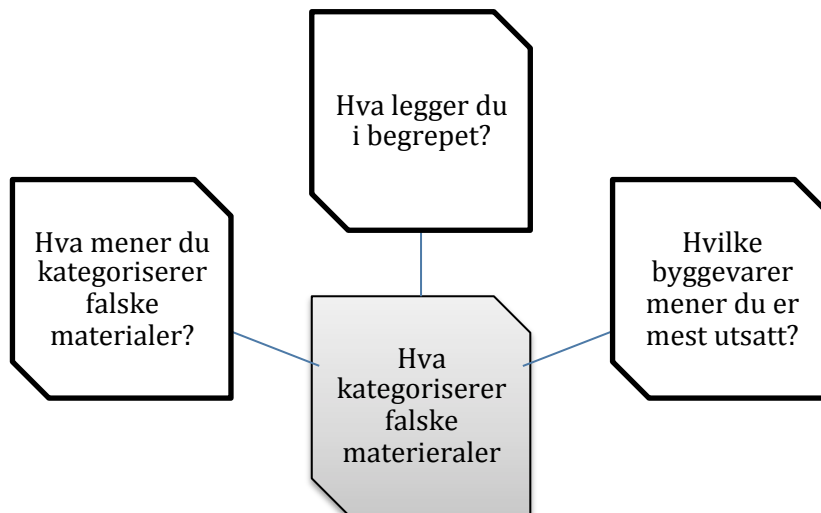 Hva legger du
i begrepet?
Hva mener du
kategoriserer
falske
materialer?
Hvilke
byggevarer
mener du er
mest utsatt?
Hva
kategoriserer
falske
materieraler